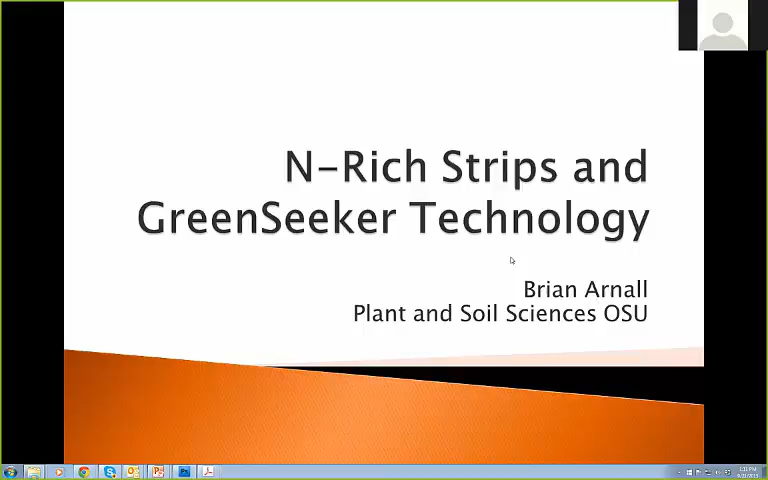 N-Rich Strips and
GreenSeeker Technology
Brian Arnall
Plant and Soil Sciences OSU